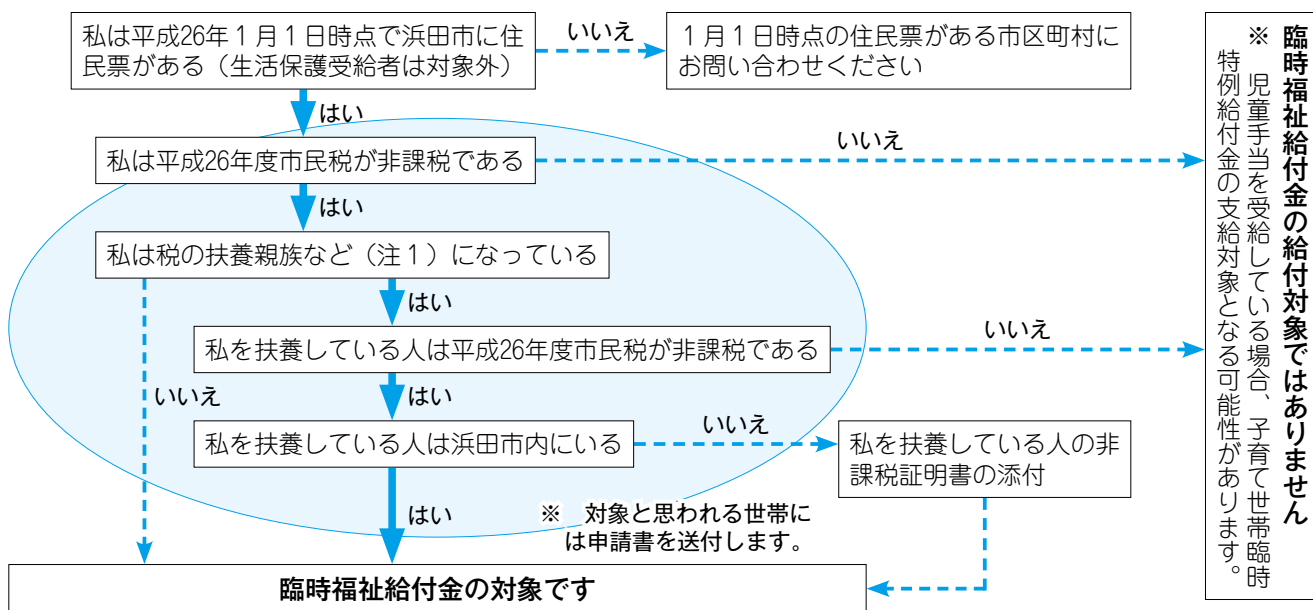 私は平成26年1月1日時点で浜田市に住
民票がある（生活保護受給者は対象外）
いいえ
1月1日時点の住民票がある市区町村に
お問い合わせください
はい
私は平成26年度市民税が非課税である
いいえ
はい
私は税の扶養親族など（注1）になっている
はい
私を扶養している人は平成26年度市民税が非課税である
いいえ
いいえ
はい
私を扶養している人は浜田市内にいる
いいえ
私を扶養している人の非
課税証明書の添付
はい
※　対象と思われる世帯に
は申請書を送付します。
臨時福祉給付金の対象です
臨時福祉給付金の給付対象ではありません
※　児童手当を受給している場合、子育て世帯臨時
特例給付金の支給対象となる可能性があります。